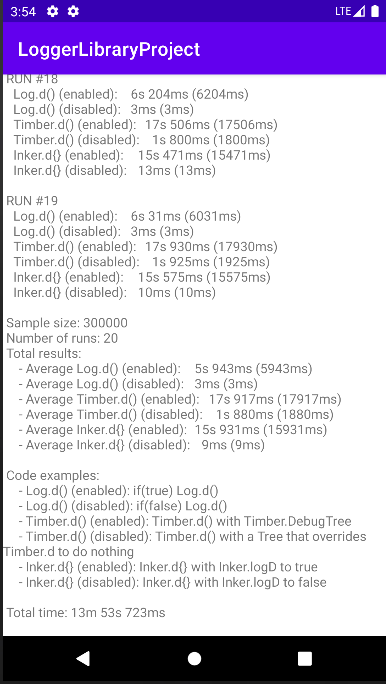 3:54
LTE
LoggerLibraryProject
RUN #18
Log.d() (enabled): 6s 204ms (6204ms)
Log.d() (disabled): 3ms (3ms)
Timber.d() (enabled): 17s 506ms (17506ms)
Timber.d() (disabled): 1s 800ms (1800ms)
Inker.d{} (enabled): 15s 471ms (15471ms)
Inker.d{} (disabled): 13ms (13ms)
RUN #19
Log.d() (enabled): 6s 31ms (6031ms)
Log.d() (disabled): 3ms (3ms)
Timber.d() (enabled): 17s 930ms (17930ms)
Timber.d() (disabled): 1s 925ms (1925ms)
Inker.d{} (enabled): 15s 575ms (15575ms)
Inker.d{} (disabled): 10ms (10ms)
Sample size: 300000
Number of runs: 20
Total results:
- Average Log.d() (enabled): 5s 943ms (5943ms)
- Average Log.d() (disabled): 3ms (3ms)
- Average Timber.d() (enabled): 17s 917ms (17917ms)
- Average Timber.d() (disabled): 1s 880ms (1880ms)
- Average Inker.d{} (enabled): 15s 931ms (15931ms)
- Average Inker.d{} (disabled): 9ms (9ms)
Code examples:
- Log.d() (enabled): if(true) Log.d()
- Log.d() (disabled): if(false) Log.d()
- Timber.d() (enabled): Timber.d() with Timber.DebugTree
- Timber.d() (disabled): Timber.d() with a Tree that overrides
Timber.d to do nothing
- Inker.d{} (enabled): Inker.d{} with Inker.logD to true
- Inker.d{} (disabled): Inker.d{} with Inker.logD to false
Total time: 13m 53s 723ms